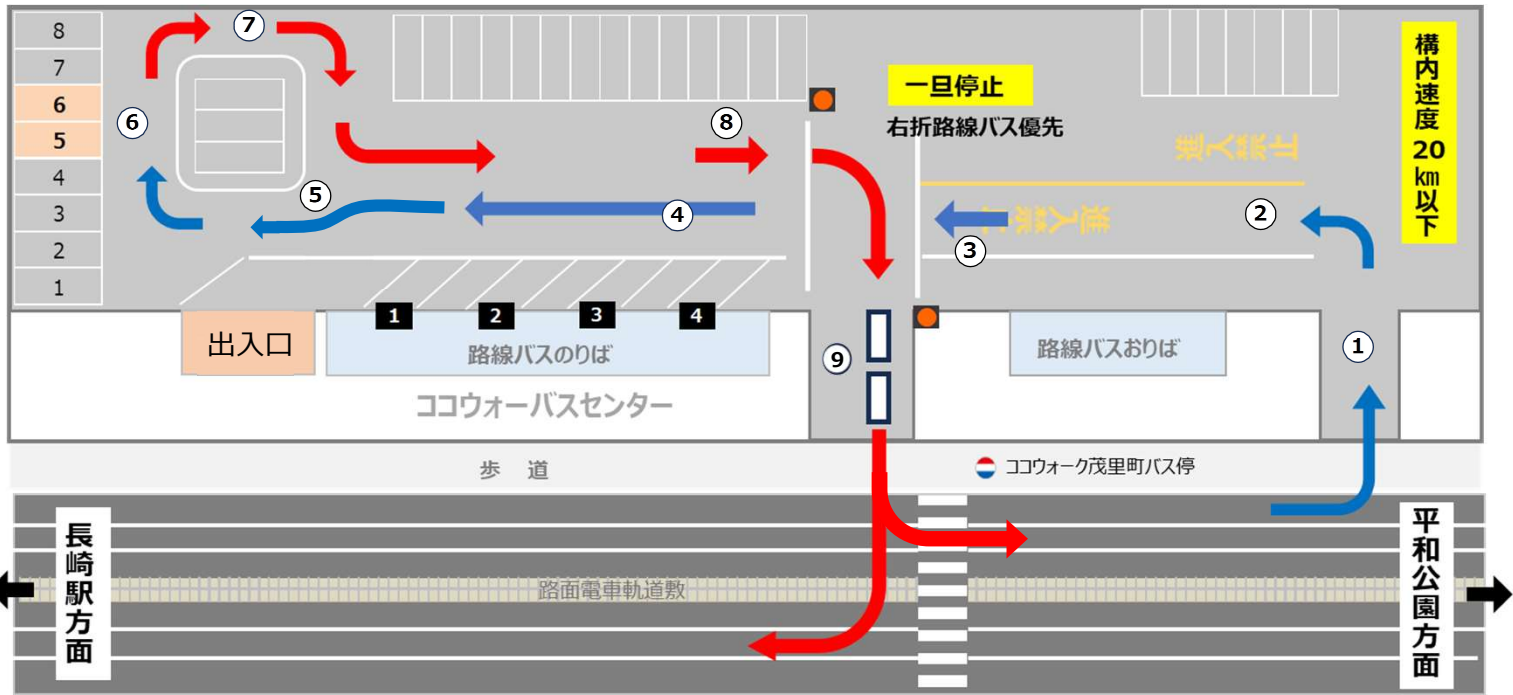 8
7
6
5
4
3
2
1
⑦
⑥
⑤
⑧
④
一旦停止
右折路線バス優先
進入禁止
進入禁止
②
③
構内速度20km以下
1
2
3
4
出入口
路線バスのりば
ココウォーバスセンター
⑨
路線バスおりば
①
歩 道
ココウォーク茂里町バス停
長崎駅方面
路面電車軌道敷
平和公園方面